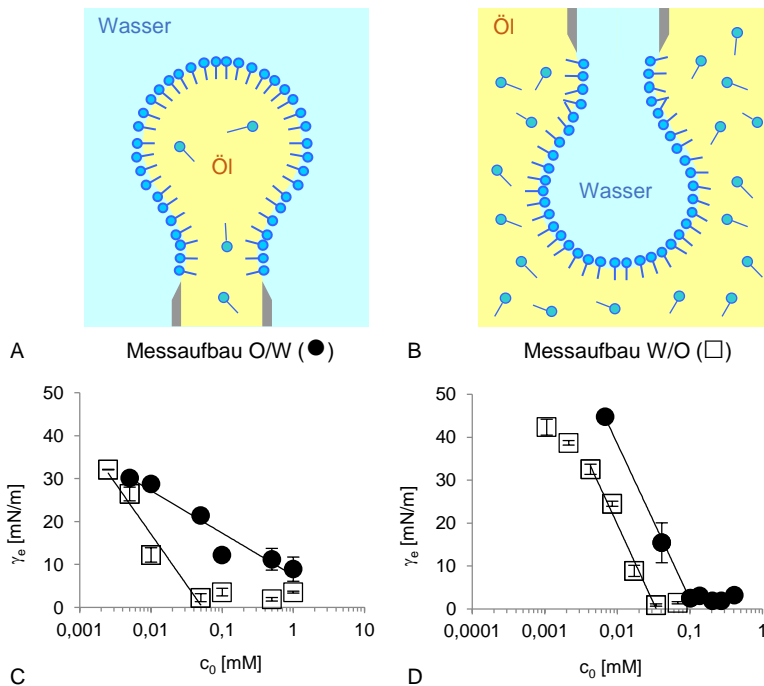 Wasser
Öl
A
Messaufbau O/W (●)
Öl
Wasser
B
Messaufbau W/O (□)
50
40
30
20
10
0
γe [mN/m]
0,001 0,01 0,1 1 10
c0 [mM]
C
50
40
30
20
10
0
γe [mN/m]
0,0001 0,001 0,01 0,1 1
c0 [mM]
D